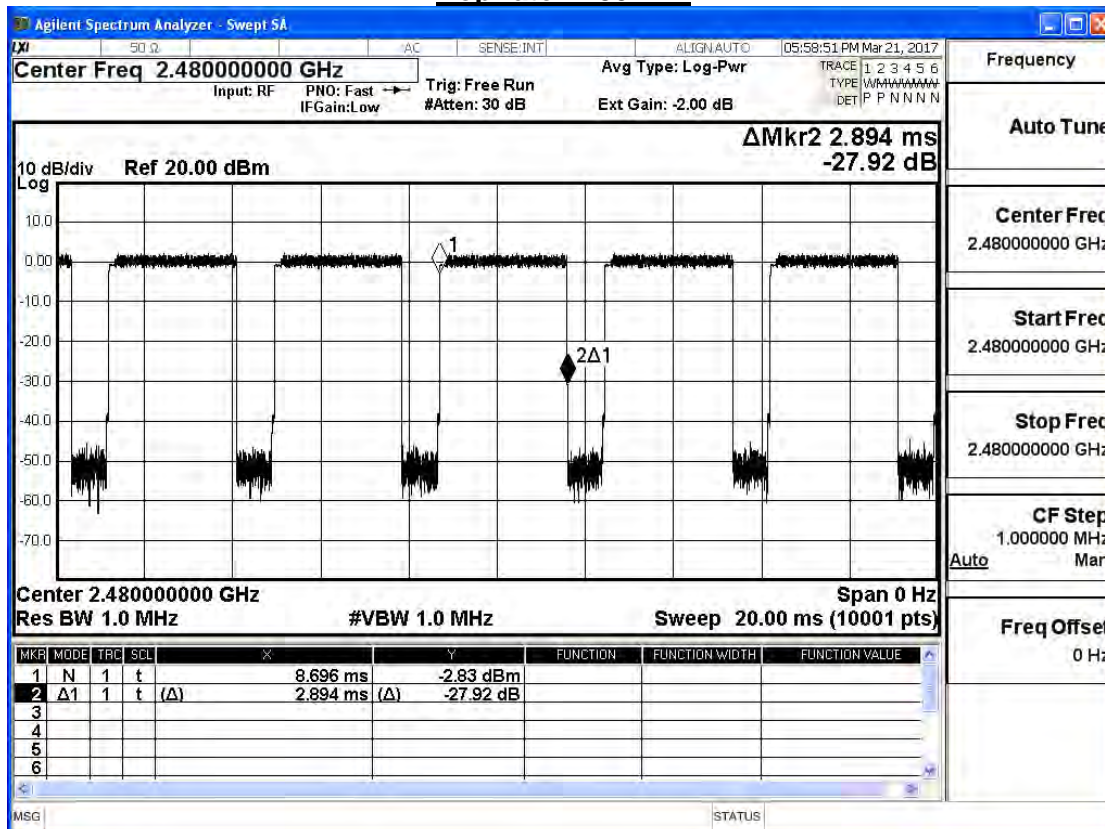 Agilent Spectrum Analyzer - Swept SA
LXI 50 Ω AC SENSE:INT ALIGN AUTO 05:58:51 PM Mar 21, 2017
Center Freq 2.480000000 GHz
Input: RF
PNO: Fast
IFGain:Low
Trig: Free Run
#Atten: 30 dB
Avg Type: Log-Pwr
Ext Gain: -2.00 dB
TRACE 1 2 3 4 5 6
TYPE WMWWWWWW
DET P P N N N N
ΔMkr2 2.894 ms
-27.92 dB
10 dB/div Ref 20.00 dBm
Log
10.0
0.00
-10.0
-20.0
-30.0
-40.0
-50.0
-60.0
-70.0
1
2Δ1
Center 2.480000000 GHz Span 0 Hz
Res BW 1.0 MHz #VBW 1.0 MHz Sweep 20.00 ms (10001 pts)
MKR MODE TRC SCL X Y FUNCTION FUNCTION WIDTH FUNCTION VALUE
1 N 1 t 8.696 ms -2.83 dBm
2 Δ1 1 t (Δ) 2.894 ms (Δ) -27.92 dB
3
4
5
6
MSG STATUS
Frequency
Auto Tune
Center Freq
2.480000000 GHz
Start Freq
2.480000000 GHz
Stop Freq
2.480000000 GHz
CF Step
1.000000 MHz
Auto Man
Freq Offset
0 Hz